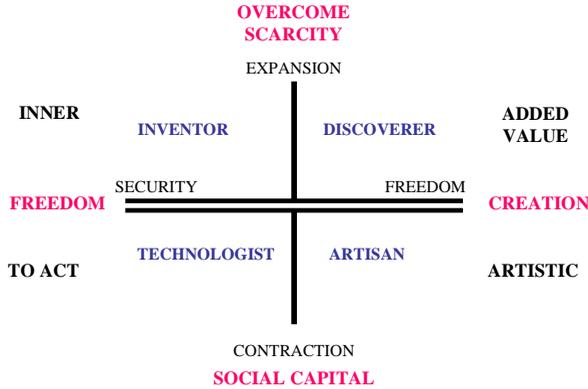 OVERCOME
SCARCITY
EXPANSION
INNER
INVENTOR
DISCOVERER
ADDED
VALUE
SECURITY
FREEDOM
FREEDOM
CREATION
TECHNOLOGIST
ARTISAN
TO ACT
ARTISTIC
CONTRACTION
SOCIAL CAPITAL